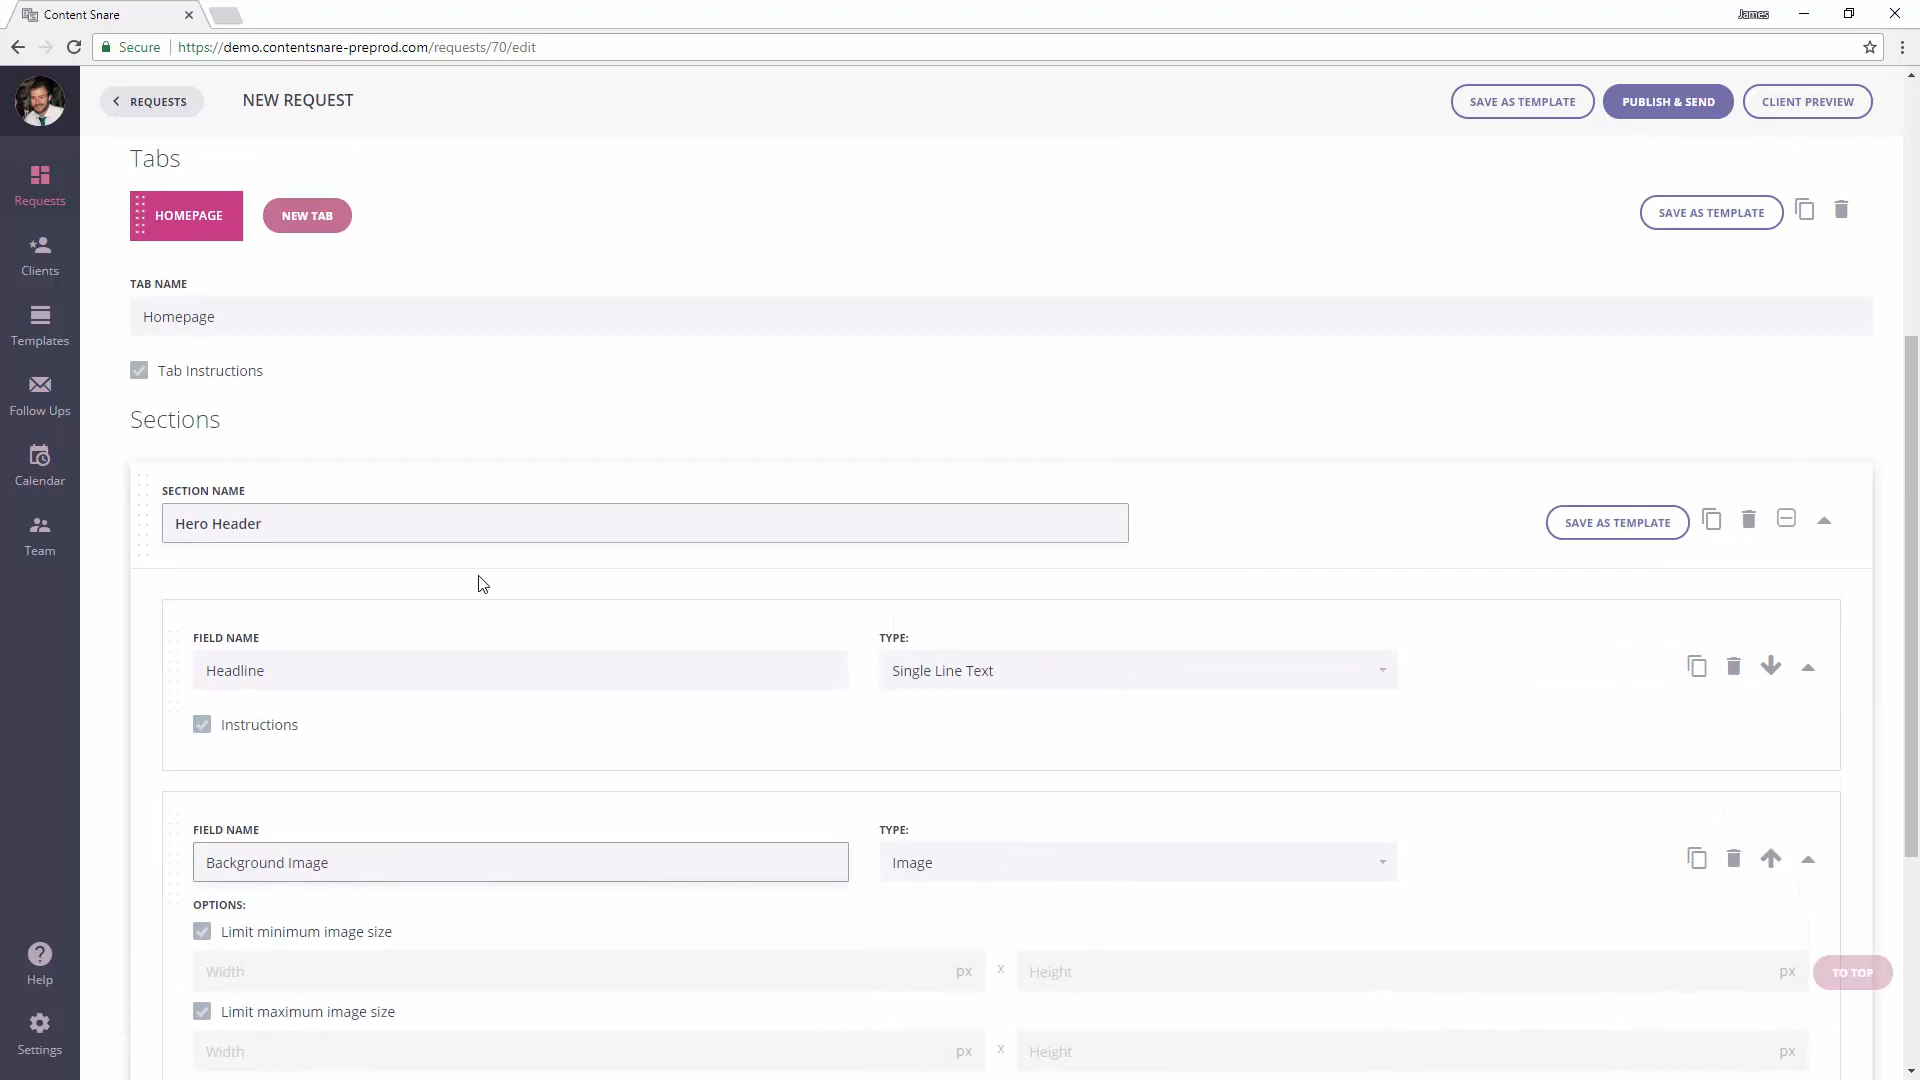 Content Snare
James
Secure https://demo.contentsnare-preprod.com/requests/70/edit
REQUESTS
NEW REQUEST
SAVE AS TEMPLATE
PUBLISH & SEND
CLIENT PREVIEW
Requests
Clients
Templates
Follow Ups
Calendar
Team
Help
Settings
Tabs
HOMEPAGE
NEW TAB
SAVE AS TEMPLATE
TAB NAME
Homepage
Tab Instructions
Sections
SECTION NAME
Hero Header
SAVE AS TEMPLATE
FIELD NAME
TYPE:
Headline
Single Line Text
Instructions
FIELD NAME
TYPE:
Background Image
Image
OPTIONS:
Limit minimum image size
Width px x Height px
TO TOP
Limit maximum image size
Width px x Height px